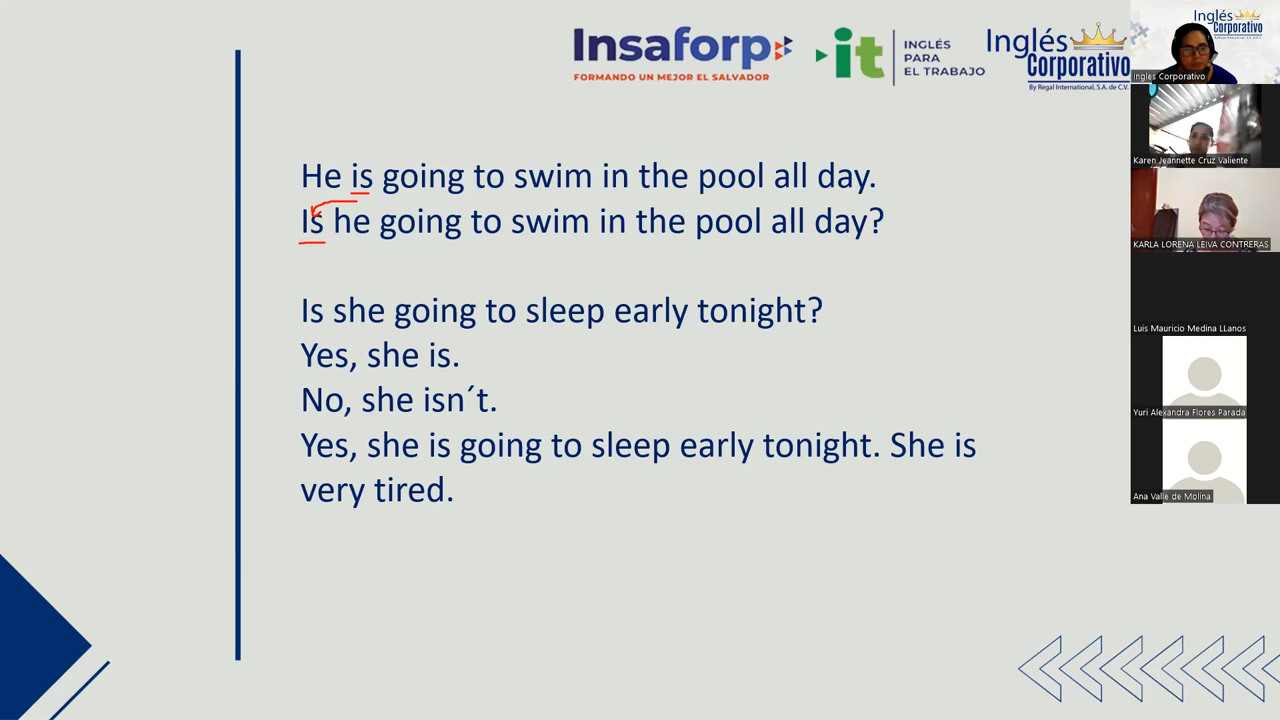 Insaforp
FORMANDO UN MEJOR EL SALVADOR
it
INGLÉS
PARA
EL TRABAJO
Inglés
Corporativo
By Regal International, S.A. de C.V.
He is going to swim in the pool all day.
Is he going to swim in the pool all day?
Is she going to sleep early tonight?
Yes, she is.
No, she isn´t.
Yes, she is going to sleep early tonight. She is
very tired.
Inglés
Corporativo
Ingles Corporativo
Karen Jeannette Cruz Valiente
KARLA LORENA LEIVA CONTRERAS
Luis Mauricio Medina LLanos
Yuri Alexandra Flores Parada
Ana Valle de Molina